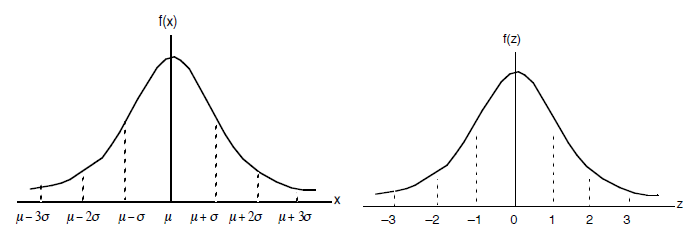 f(x)
x
μ – 3σ μ – 2σ μ – σ μ μ + σ μ + 2σ μ + 3σ
f(z)
z
–3 –2 –1 0 1 2 3